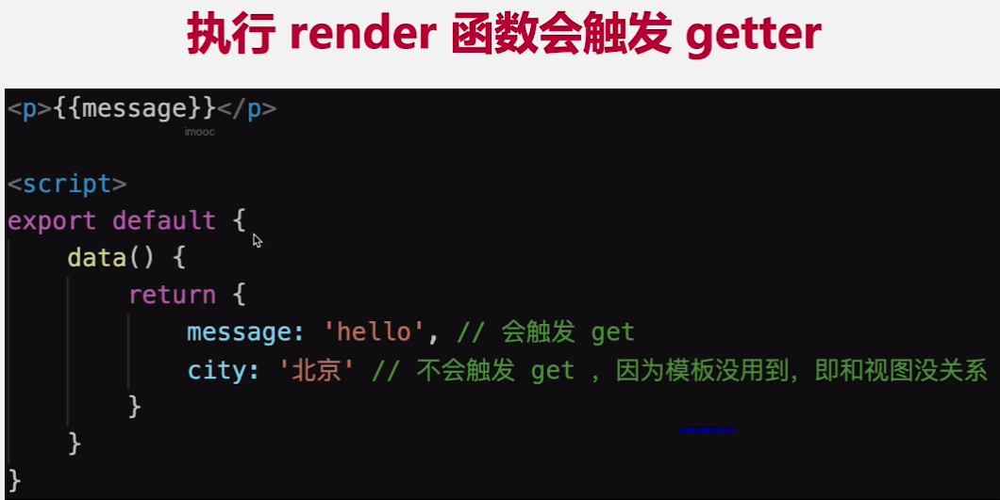 执行 render 函数会触发 getter
<p>{{message}}</p>
imooc
<script>
export default {
data() {
return {
message: 'hello', // 会触发 get
city: '北京' // 不会触发 get ，因为模板没用到，即和视图没关系
}
}
}